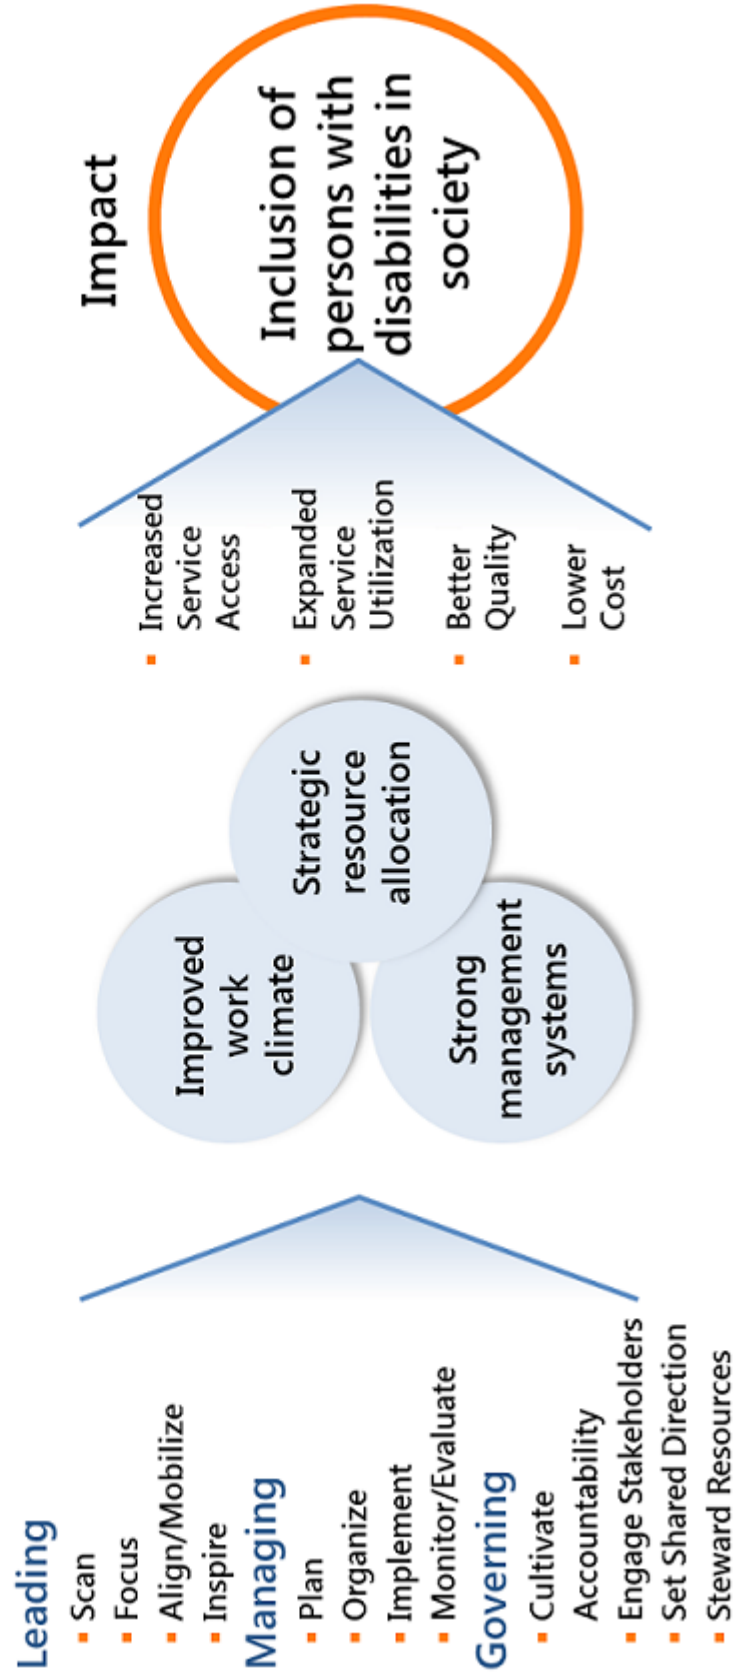 Leading
▪ Scan
▪ Focus
▪ Align/Mobilize
▪ Inspire
Managing
▪ Plan
▪ Organize
▪ Implement
▪ Monitor/Evaluate
Governing
▪ Cultivate
Accountability
▪ Engage Stakeholders
▪ Set Shared Direction
▪ Steward Resources
Improved
work
climate
Strong
management
systems
Strategic
resource
allocation
▪ Increased
Service
Access
▪ Expanded
Service
Utilization
▪ Better
Quality
▪ Lower
Cost
Impact
Inclusion of
persons with
disabilities in
society